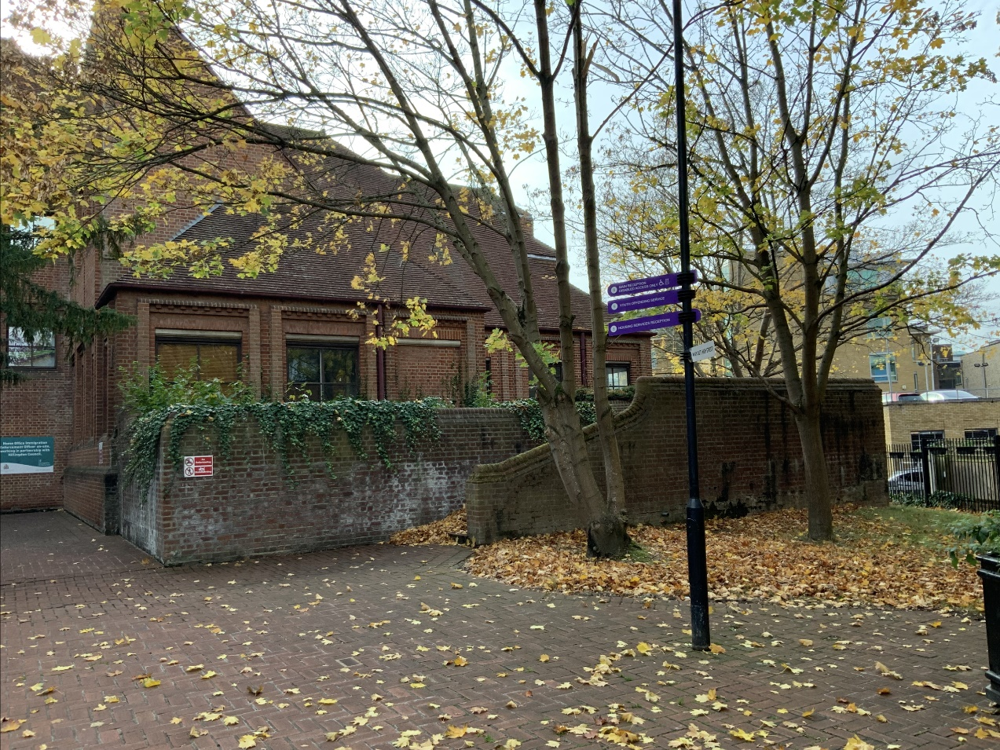 MAIN RECEPTION
DISABLED ACCESS ONLY
YOUTH OFFENDING SERVICE
HOUSING SERVICES RECEPTION
Home Office Immigration
Enforcement Officer on-site,
working in partnership with
Hillingdon Council.
No